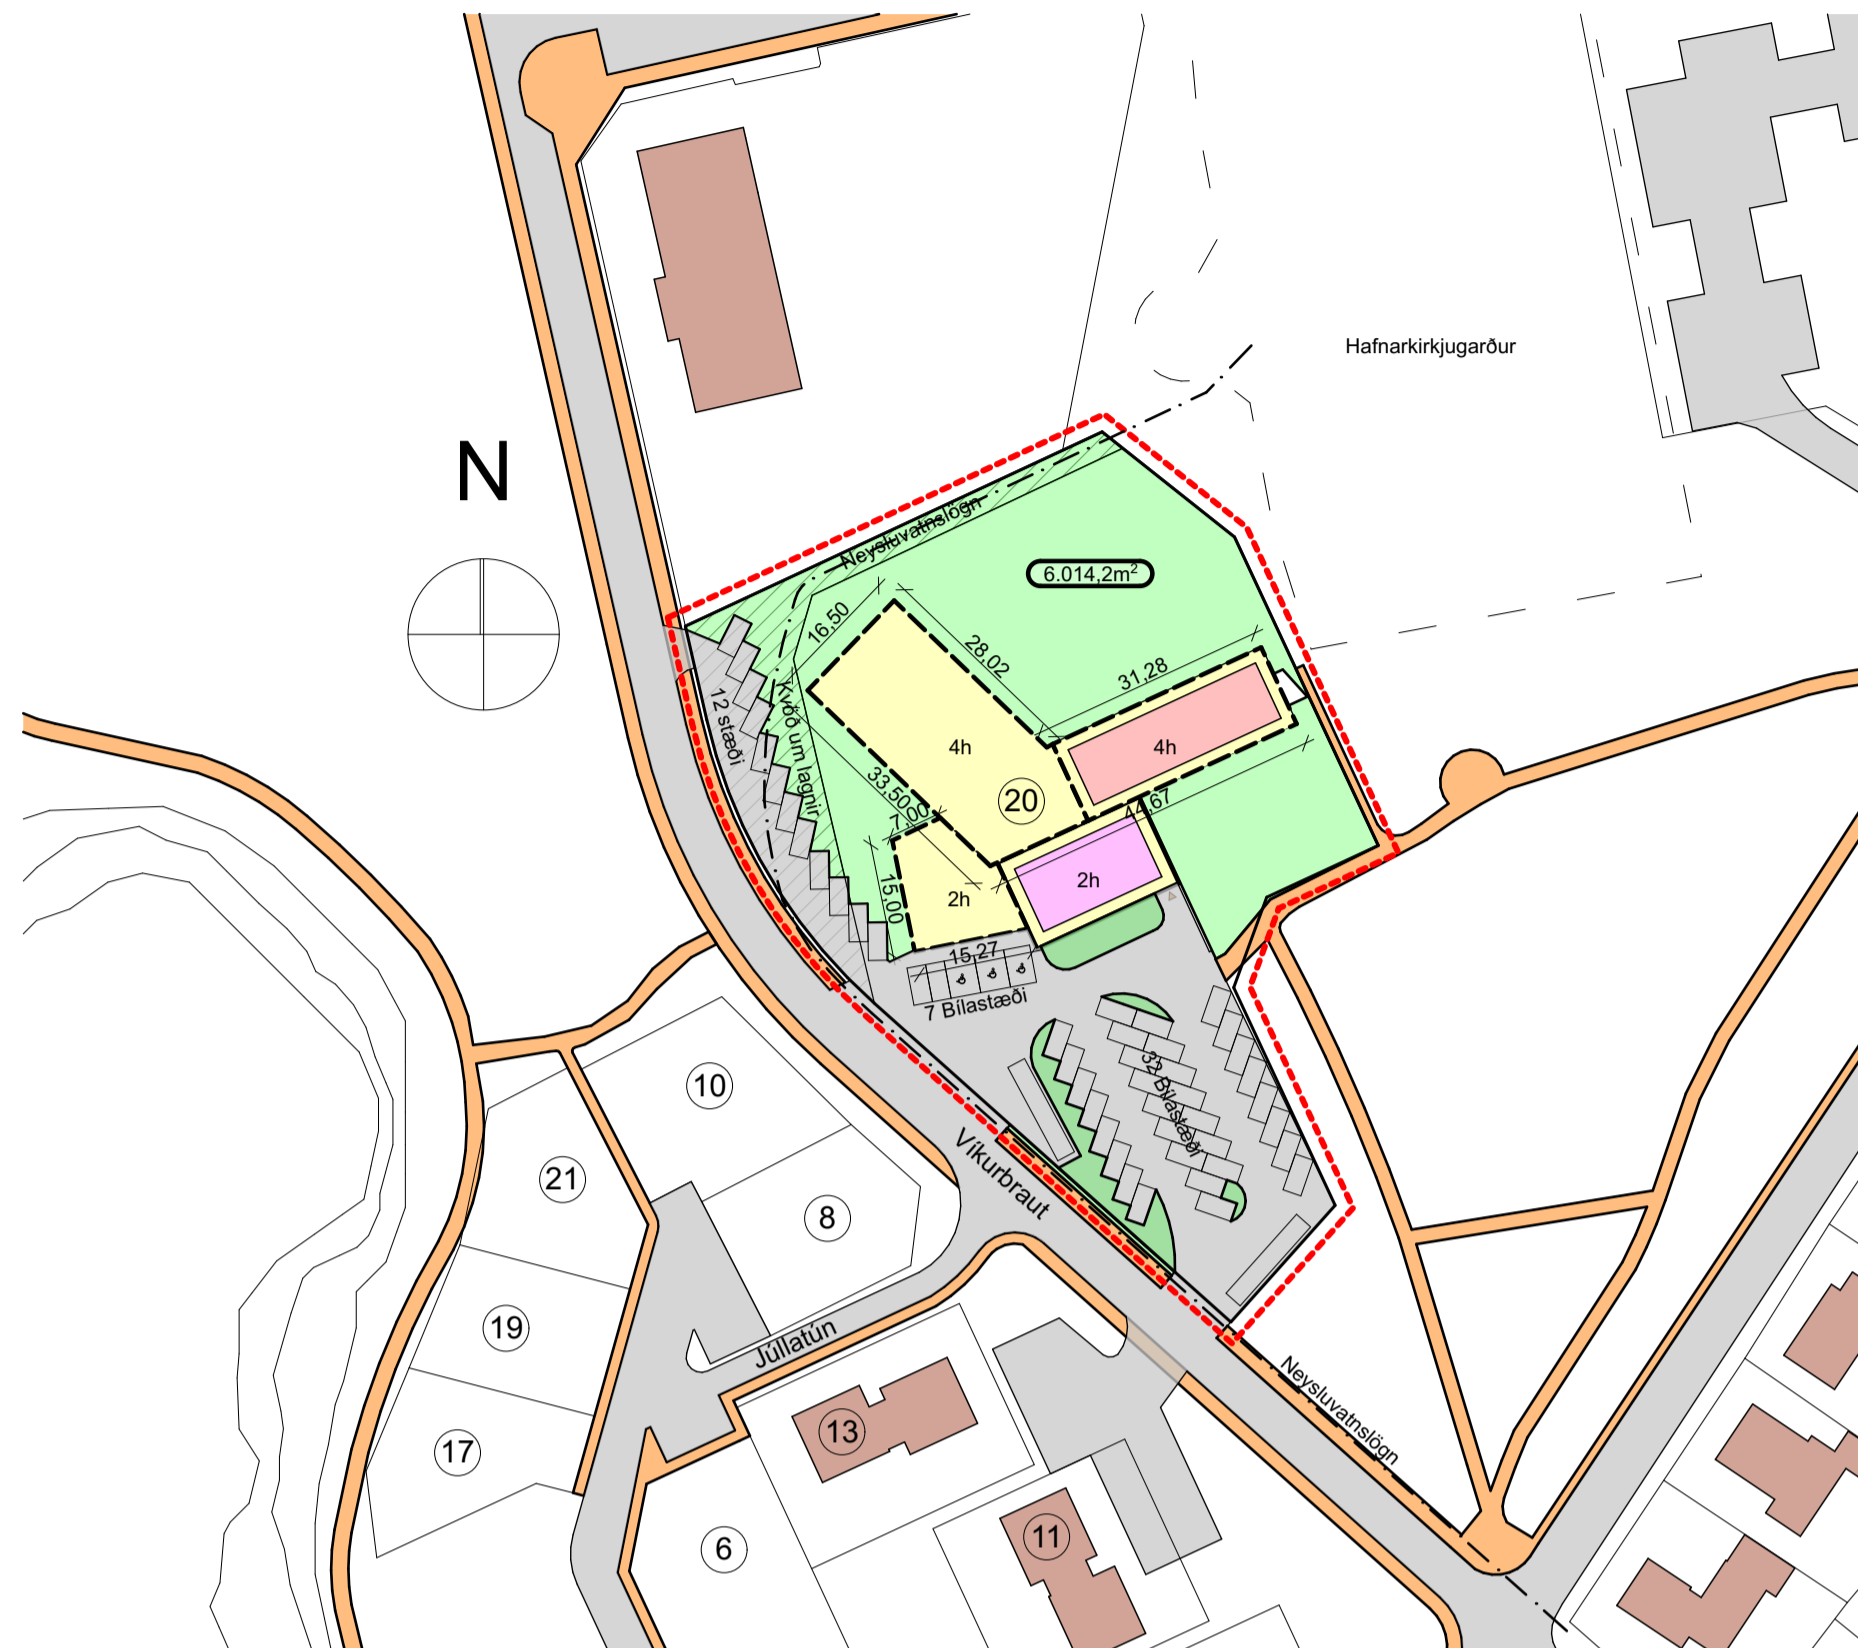 Hafnarkirkjugarður
N
Neysluvatnslögn
6.014,2m²
16,50
28,02
31,28
12 stæði
Kvöð um lagnir
4h
4h
33,50
20
44,67
7,00
15,00
2h
2h
15,27
7 Bílastæði
32 Bílastæði
10
Víkurbraut
21
8
19
Júllatún
Neysluvatnslögn
13
17
11
6